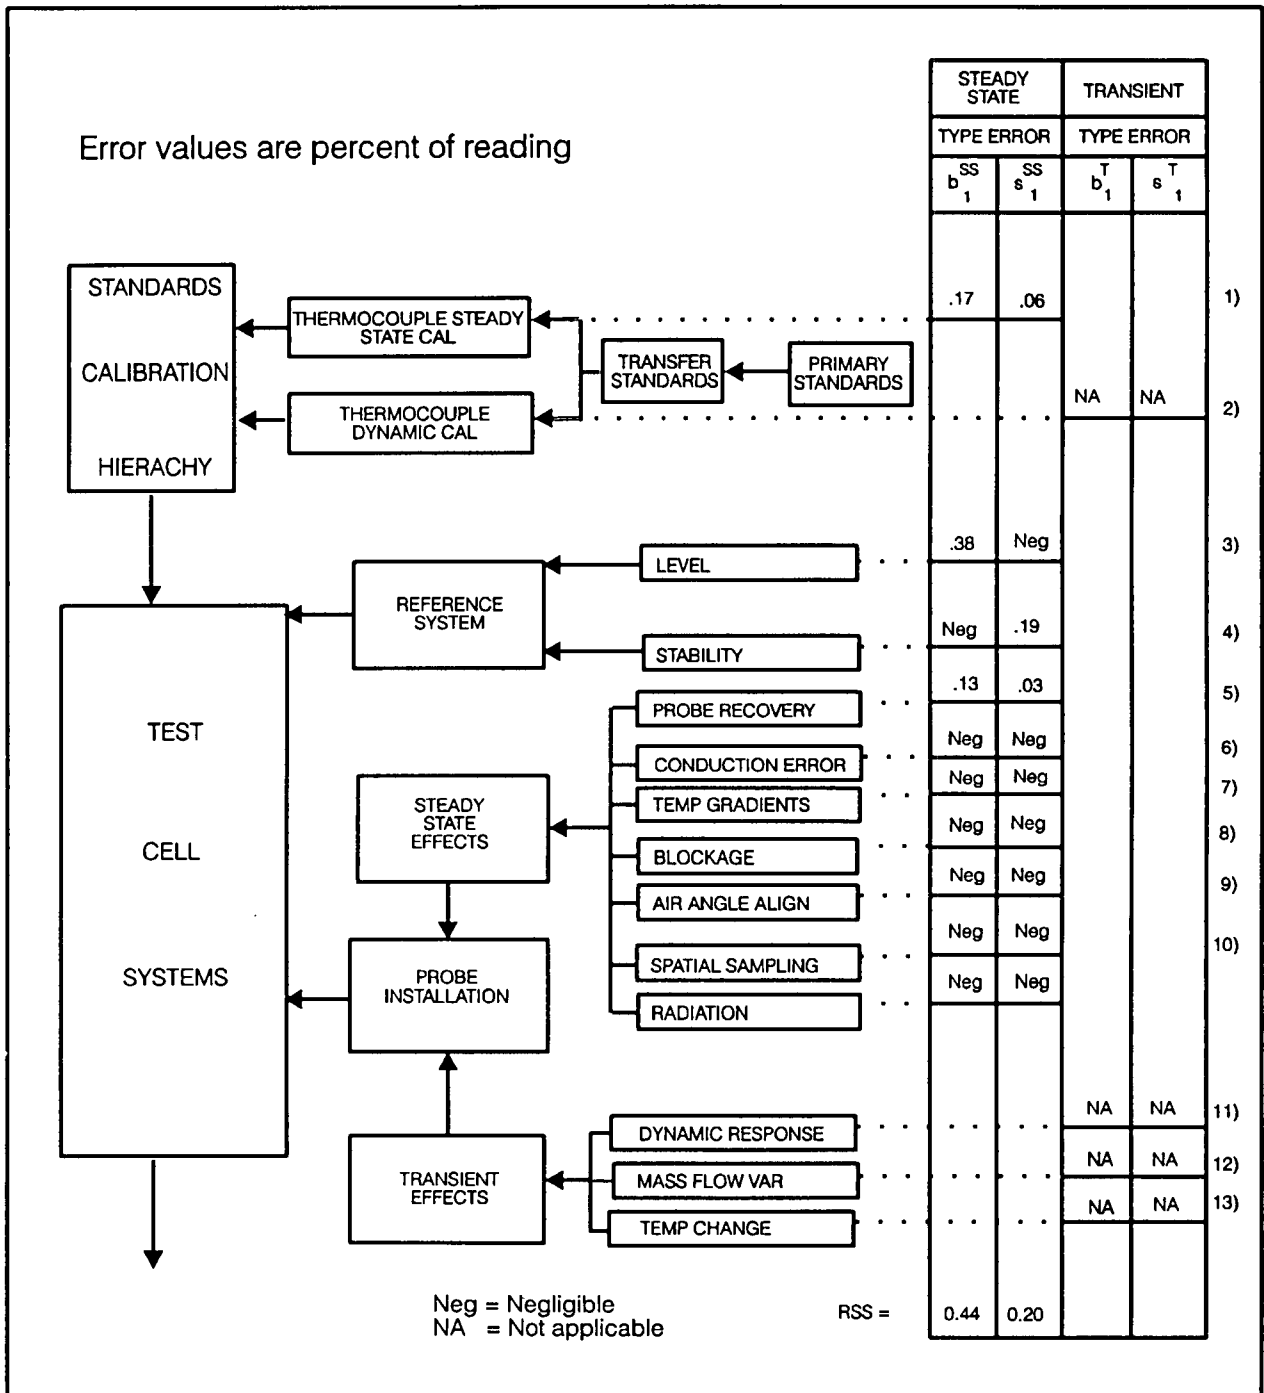 STEADY STATE
TRANSIENT
Error values are percent of reading
TYPE ERROR
TYPE ERROR
b SS 1
s SS 1
b T 1
s T 1
STANDARDS
CALIBRATION
HIERACHY
THERMOCOUPLE STEADY
STATE CAL
.17
.06
1)
TRANSFER
STANDARDS
PRIMARY
STANDARDS
THERMOCOUPLE
DYNAMIC CAL
NA
NA
2)
LEVEL
.38
Neg
3)
REFERENCE
SYSTEM
STABILITY
Neg
.19
4)
TEST
CELL
SYSTEMS
PROBE RECOVERY
.13
.03
5)
CONDUCTION ERROR
Neg
Neg
6)
STEADY
STATE
EFFECTS
TEMP GRADIENTS
Neg
Neg
7)
BLOCKAGE
Neg
Neg
8)
AIR ANGLE ALIGN
Neg
Neg
9)
PROBE
INSTALLATION
SPATIAL SAMPLING
Neg
Neg
10)
RADIATION
Neg
Neg
DYNAMIC RESPONSE
NA
NA
11)
TRANSIENT
EFFECTS
MASS FLOW VAR
NA
NA
12)
TEMP CHANGE
NA
NA
13)
Neg = Negligible
NA = Not applicable
RSS =
0.44
0.20